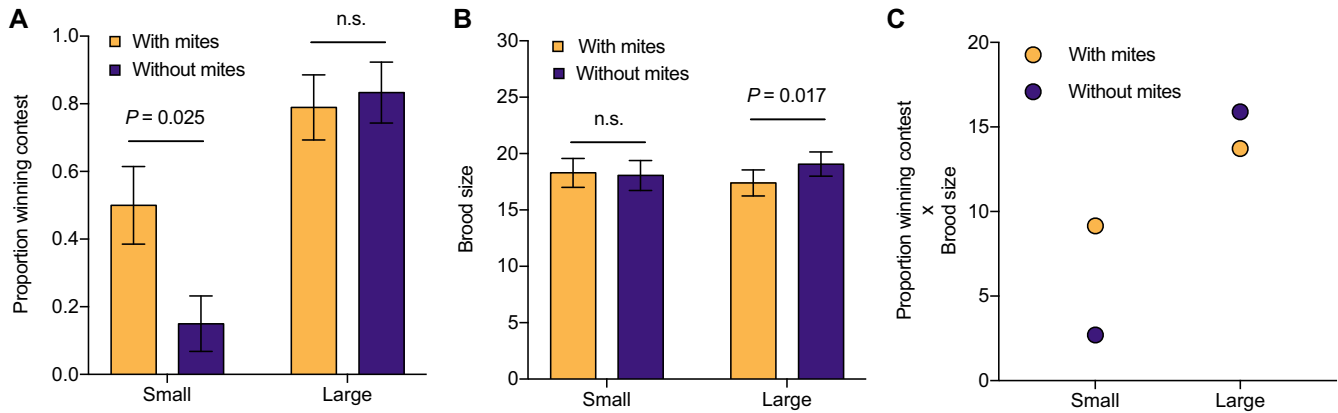 A
With mites
Without mites
P = 0.025
n.s.
Proportion winning contest
1.0
0.8
0.6
0.4
0.2
0.0
Small
Large
B
With mites
Without mites
n.s.
P = 0.017
Brood size
30
25
20
15
10
5
0
Small
Large
C
With mites
Without mites
Proportion winning contest
x
Brood size
20
15
10
5
0
Small
Large